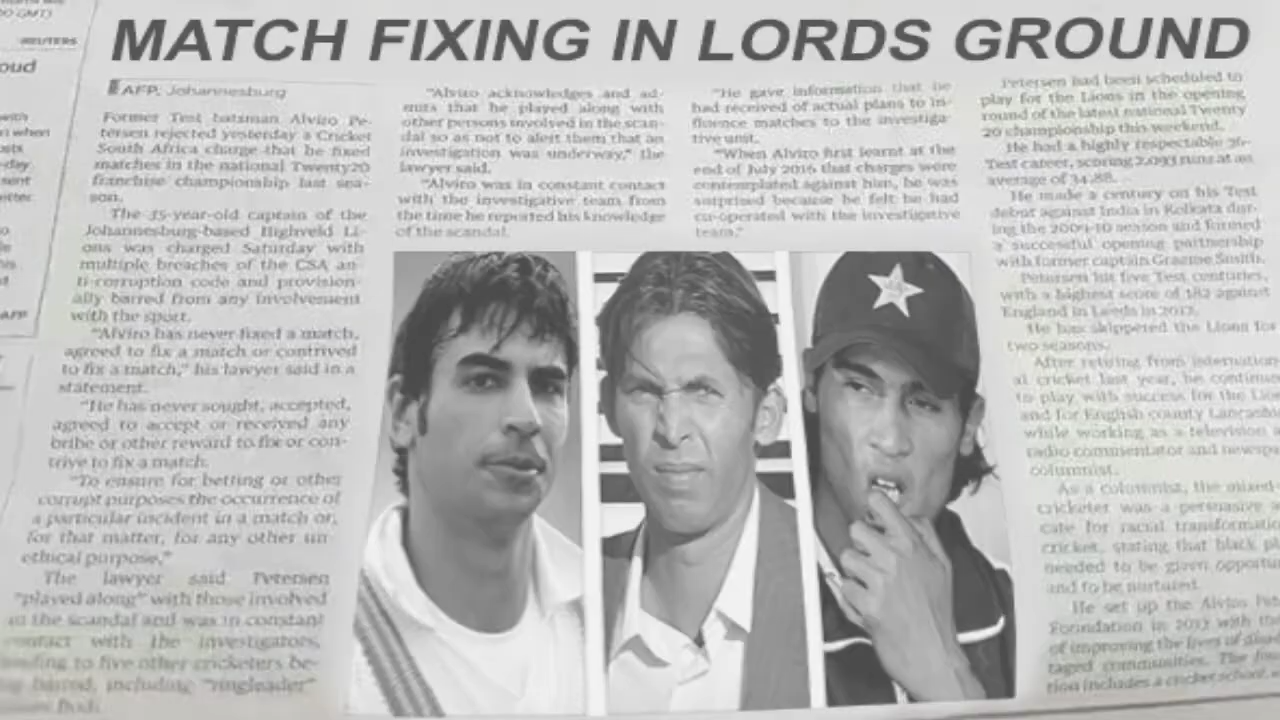 MATCH FIXING IN LORDS GROUND
REUTERS
oud
with
AFP
AFP, Johannesburg
Former Test batsman Alviro Pe-
tersen rejected yesterday a Cricket
South Africa charge that he fixed
matches in the national Twenty20
franchise championship last sea-
son.
The 35-year-old captain of the
Johannesburg-based Highveld Li-
ons was charged Saturday with
multiple breaches of the CSA an-
ti-corruption code and provision-
ally barred from any involvement
with the sport.
"Alviro has never fixed a match,
agreed to fix a match or contrived
to fix a match," his lawyer said in a
statement.
"He has never sought, accepted,
agreed to accept or received any
bribe or other reward to fix or con-
trive to fix a match.
"To ensure for betting or other
corrupt purposes the occurrence of
a particular incident in a match or,
for that matter, for any other un-
ethical purpose,"
The lawyer said Petersen
"played along" with those involved
in the scandal and was in constant
contact with the investigators,
to five other cricketers be-
barred, including "ringleader"
"Alviro acknowledges and ad-
mits that he played along with
other persons involved in the scan-
dal so as not to alert them that an
investigation was underway," the
lawyer said.
"Alviro was in constant contact
with the investigative team from
the time he reported his knowledge
of the scandal.
"He gave information that he
had received of actual plans to in-
fluence matches to the investiga-
tive unit.
"When Alviro first learnt at the
end of July 2016 that charges were
contemplated against him, he was
surprised because he felt he had
co-operated with the investigative
team."
Petersen had been scheduled to
play for the Lions in the opening
round of the latest national Twenty
20 championship this weekend.
He had a highly respectable 36-
Test career, scoring 2,093 runs at an
average of 34.88.
He made a century on his Test
debut against India in Kolkata dur-
ing the 2009-10 season and formed
a successful opening partnership
with former captain Graeme Smith.
Petersen hit five Test centuries,
with a highest score of 182 against
England in Leeds in 2012.
He has skippered the Lions for
two seasons.
After retiring from internation-
al cricket last year, he continue
to play with success for the Lion
and for English county Lancash
while working as a television a
radio commentator and newspa
columnist.
As a columnist, the mixed-
cricketer was a persuasive a
cate for racial transformatio
cricket, stating that black pl
needed to be given opportu
and to be nurtured.
He set up the Alviro Pet
Foundation in 2013 with the
of improving the lives of disad
taged communities. The foun
tion includes a cricket school,